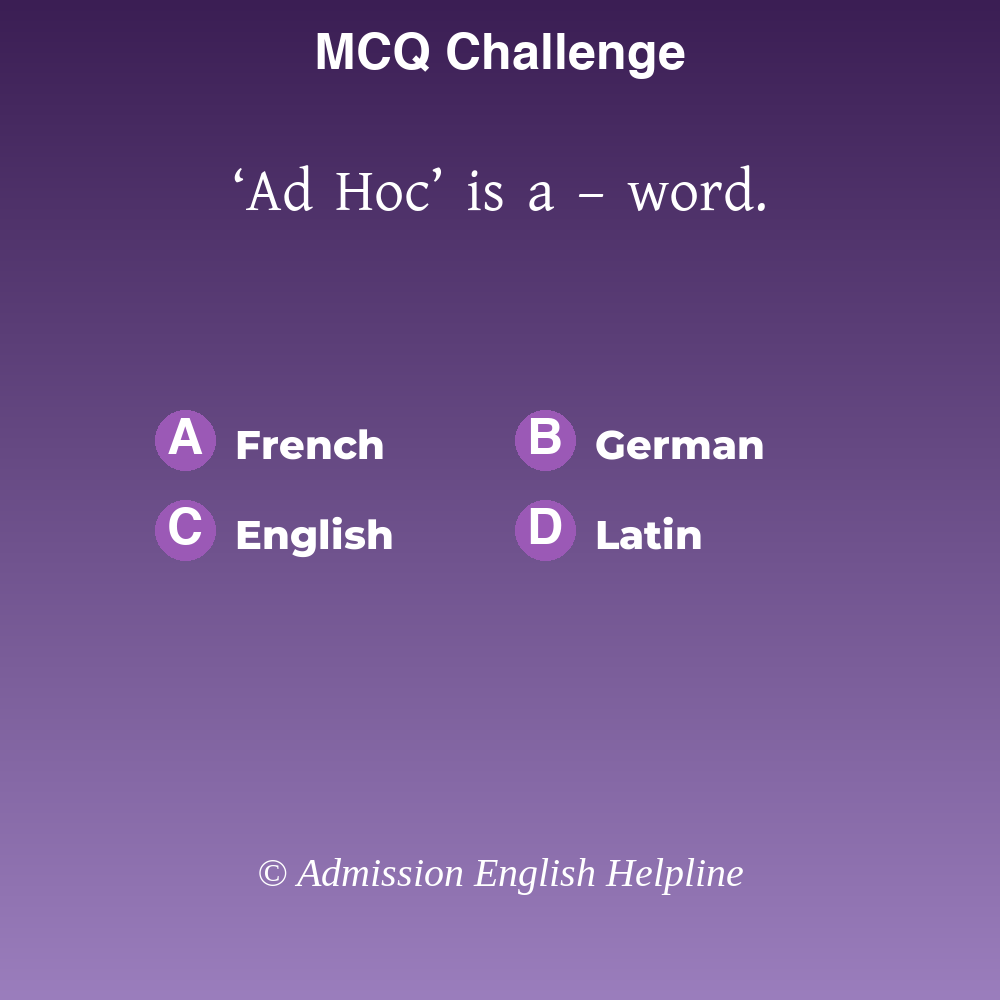 MCQ Challenge
‘Ad Hoc’ is a – word.
A French B German
C English D Latin
© Admission English Helpline